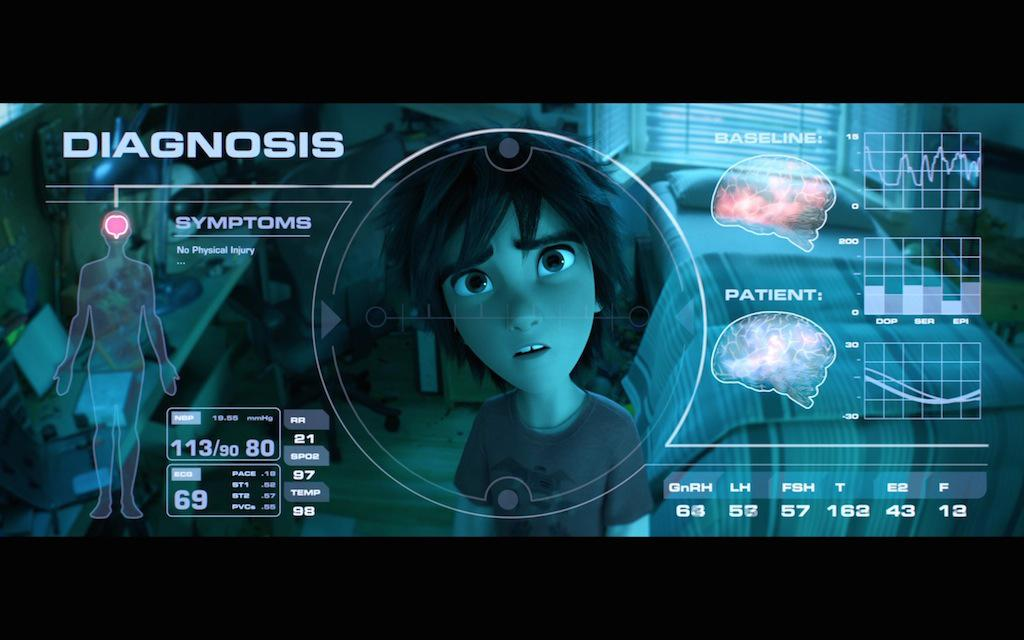 DIAGNOSIS
SYMPTOMS
No Physical Injury
...
NBP 19.55 mmHg
113/90 80
ECG
69
PACE .19
ST1 .52
ST2 .57
PVCs .55
RR
21
SPO2
97
TEMP
98
BASELINE:
15
0
200
0
DOP SER EPI
PATIENT:
30
-30
GnRH LH FSH T E2 F
57 162 43 12